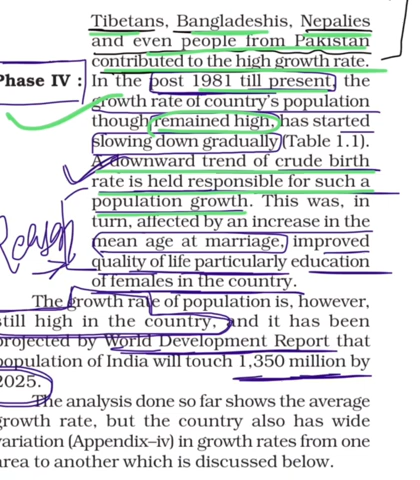 Tibetans, Bangladeshis, Nepalies
and even people from Pakistan
contributed to the high growth rate.
Phase IV : In the post 1981 till present, the
growth rate of country's population
though remained high, has started
slowing down gradually (Table 1.1).
A downward trend of crude birth
rate is held responsible for such a
population growth. This was, in
turn, affected by an increase in the
mean age at marriage, improved
quality of life particularly education
of females in the country.
Reason
The growth rate of population is, however,
still high in the country, and it has been
projected by World Development Report that
population of India will touch 1,350 million by
2025.
The analysis done so far shows the average
growth rate, but the country also has wide
variation (Appendix–iv) in growth rates from one
area to another which is discussed below.